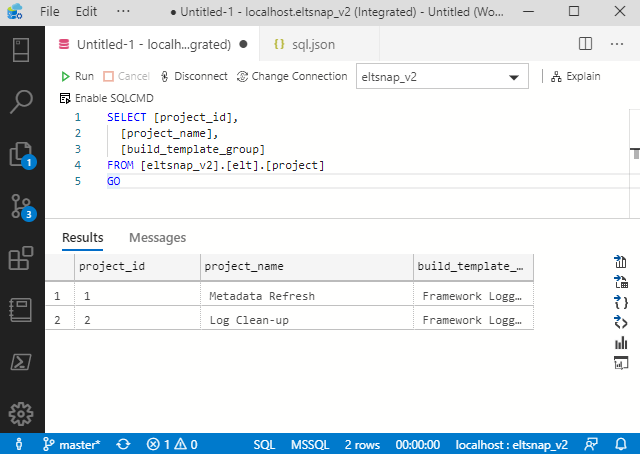 File Edit ... ● Untitled-1 - localhost.eltsnap_v2 (Integrated) - Untitled (Wo...
Untitled-1 - localh...grated) ● { } sql.json
Run Cancel Disconnect Change Connection eltsnap_v2 Explain
Enable SQLCMD
1 SELECT [project_id],
2 [project_name],
3 [build_template_group]
4 FROM [eltsnap_v2].[elt].[project]
5 GO
1
3
Results Messages
project_id project_name build_template_...
1 1 Metadata Refresh Framework Logg...
2 2 Log Clean-up Framework Logg...
master* 1 0 SQL MSSQL 2 rows 00:00:00 localhost : eltsnap_v2